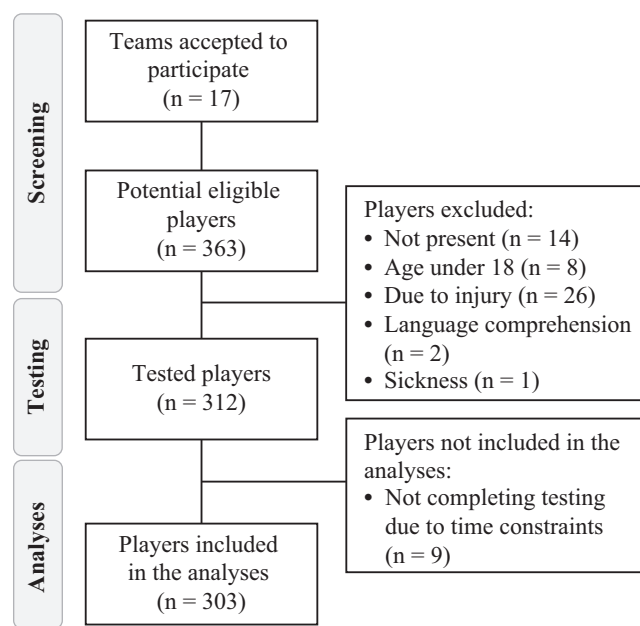 Screening
Teams accepted to
participate
(n = 17)
Potential eligible
players
(n = 363)
Players excluded:
• Not present (n = 14)
• Age under 18 (n = 8)
• Due to injury (n = 26)
• Language comprehension
(n = 2)
• Sickness (n = 1)
Testing
Tested players
(n = 312)
Players not included in the
analyses:
• Not completing testing
due to time constraints
(n = 9)
Analyses
Players included
in the analyses
(n = 303)